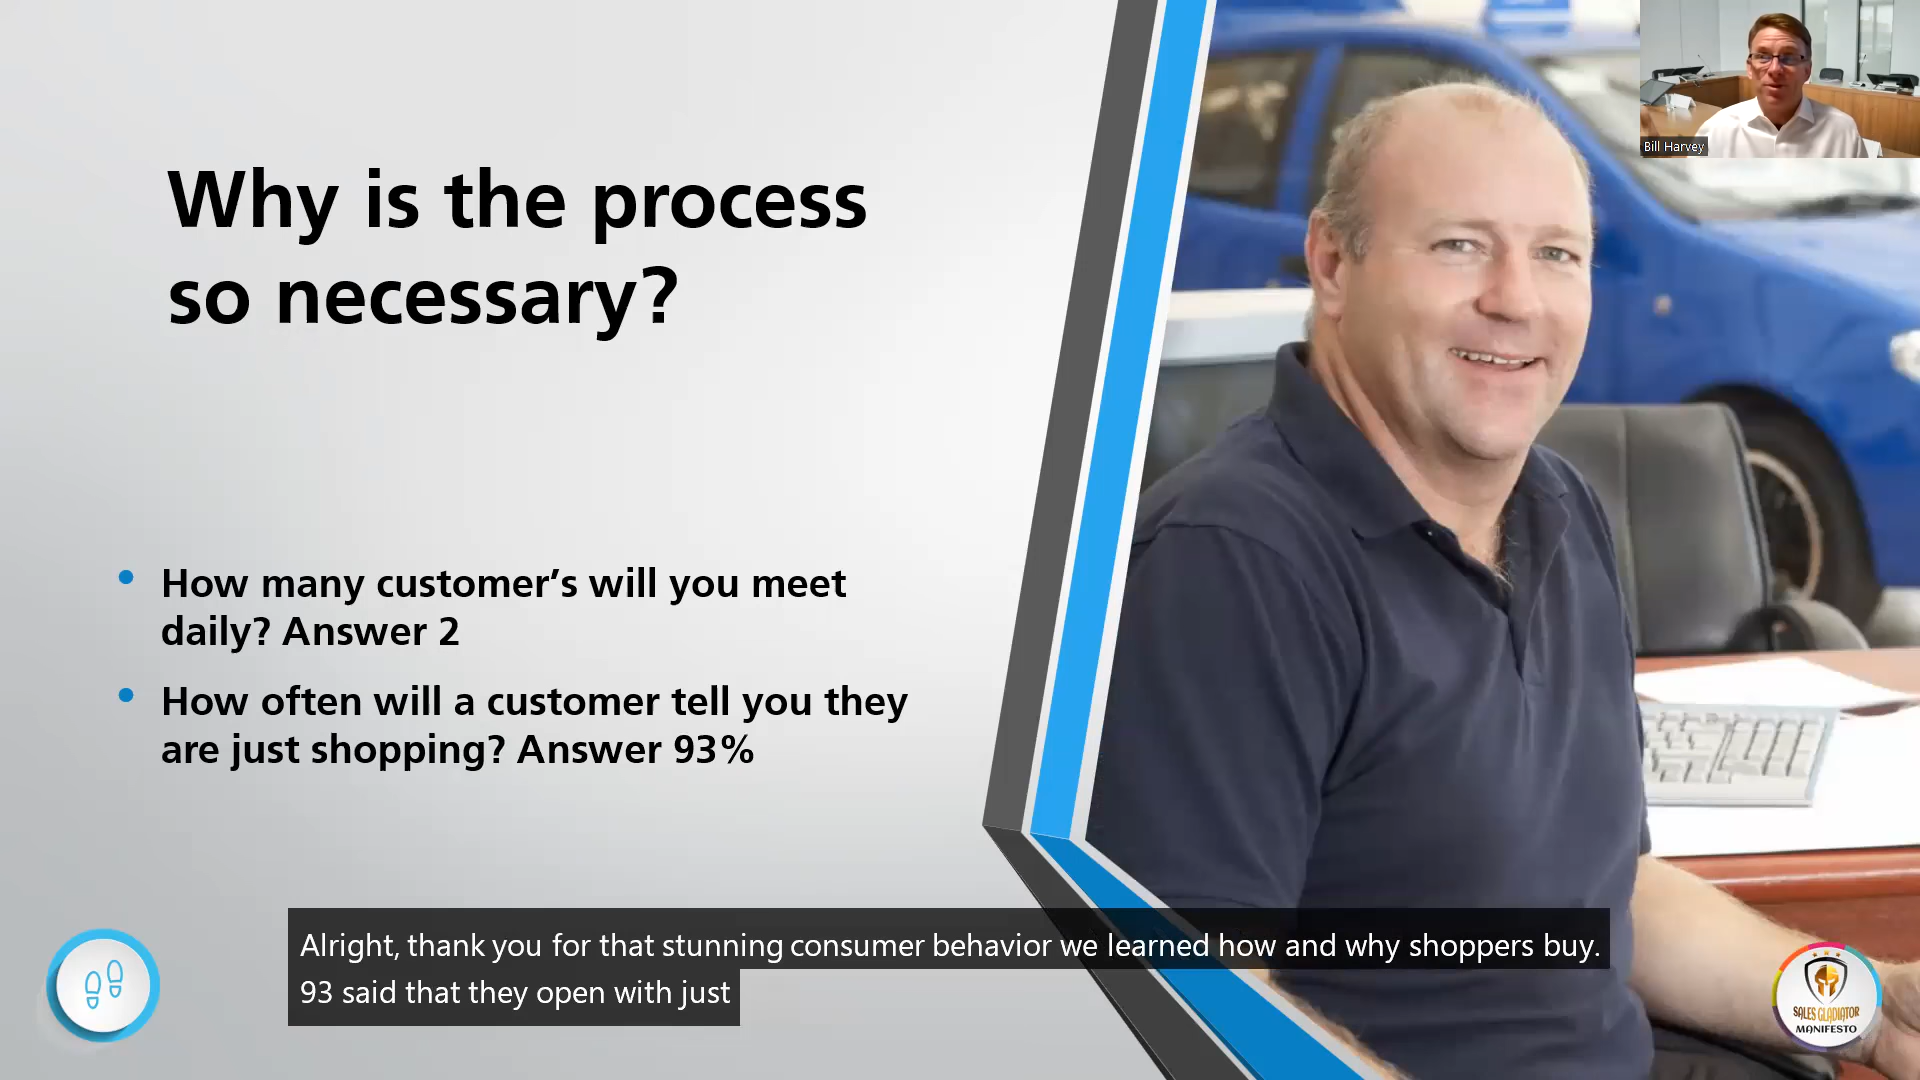 Bill Harvey
Why is the process
so necessary?
How many customer’s will you meet
daily? Answer 2
How often will a customer tell you they
are just shopping? Answer 93%
Alright, thank you for that stunning consumer behavior we learned how and why shoppers buy.
93 said that they open with just
SALES GLADIATOR
MANIFESTO